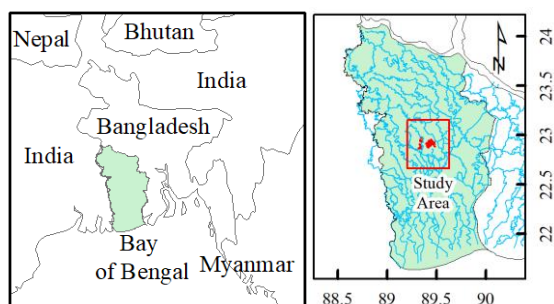 Nepal
Bhutan
India
Bangladesh
India
Bay
of Bengal
Myanmar
N
Study
Area
24
23.5
23
22.5
22
88.5
89
89.5
90